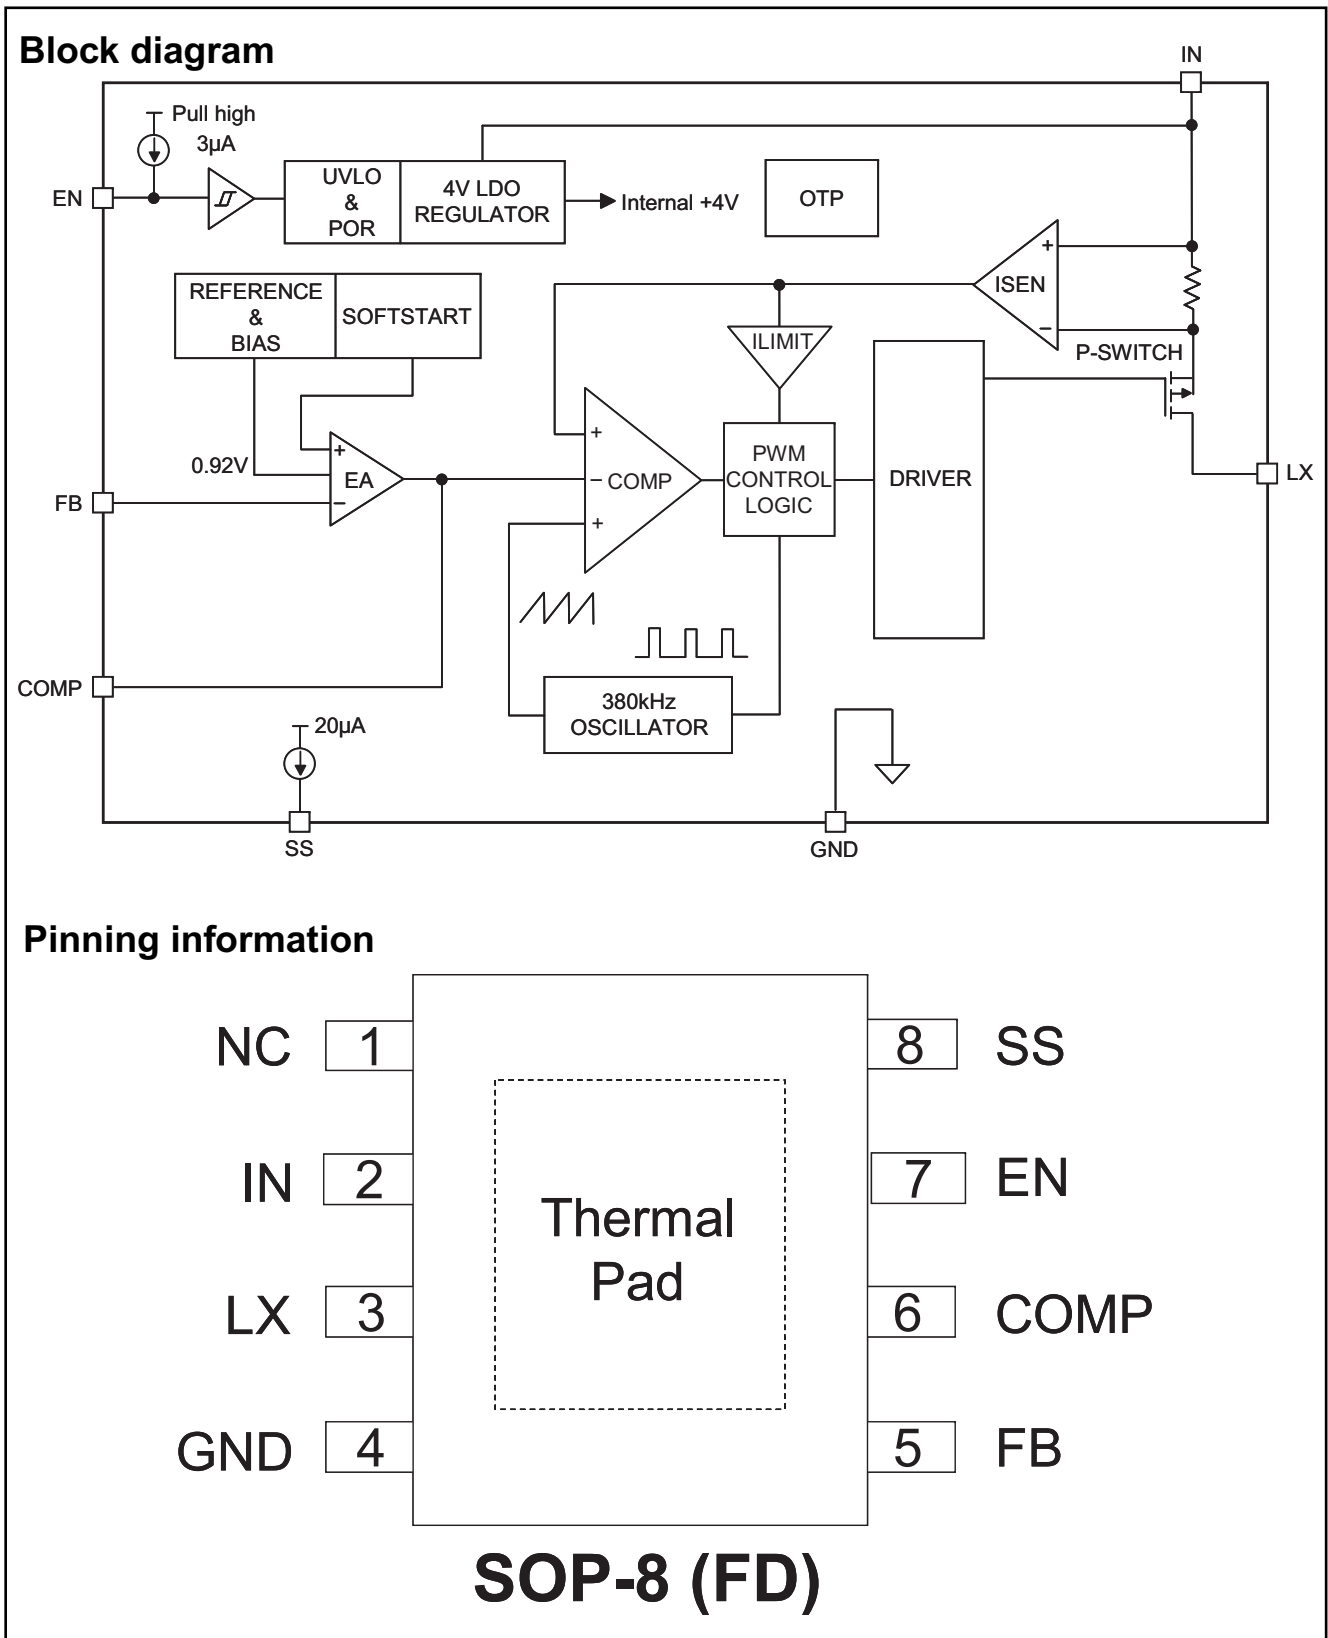 Block diagram
IN
Pull high
3µA
EN
UVLO
&
POR
4V LDO
REGULATOR
Internal +4V
OTP
REFERENCE
&
BIAS
SOFTSTART
+
ISEN
−
ILIMIT
P-SWITCH
0.92V
+
EA
−
FB
+
− COMP
+
PWM
CONTROL
LOGIC
DRIVER
LX
COMP
380kHz
OSCILLATOR
20µA
SS
GND
Pinning information
NC 1
8 SS
IN 2
7 EN
LX 3
6 COMP
GND 4
5 FB
Thermal
Pad
SOP-8 (FD)